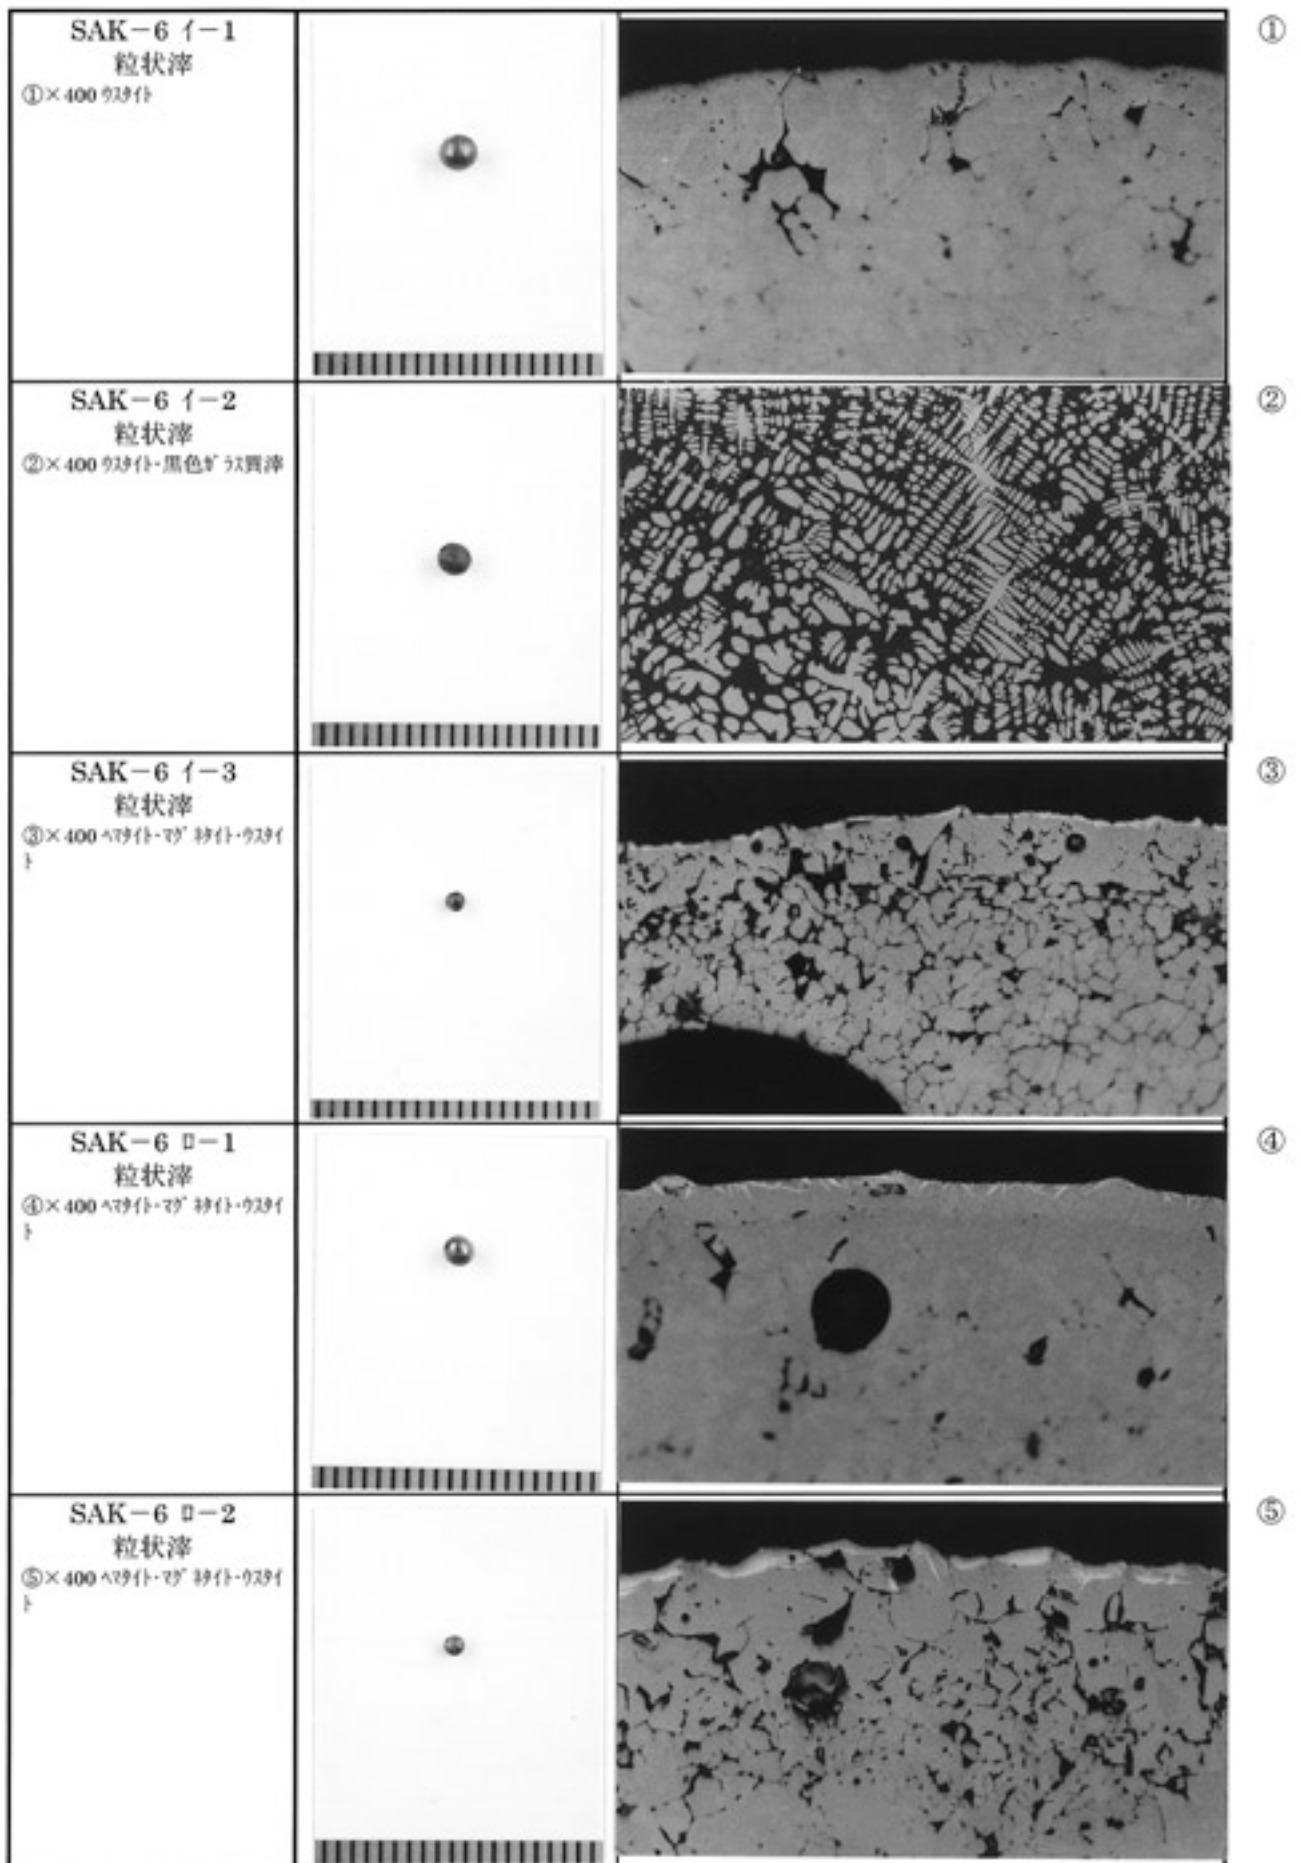 SAK-6 ｲ-1
粒状滓
①×400 ｳｽﾀｲﾄ
①
SAK-6 ｲ-2
粒状滓
②×400 ｳｽﾀｲﾄ･黒色ｶﾞﾗｽ質滓
②
SAK-6 ｲ-3
粒状滓
③×400 ﾍﾏﾀｲﾄ･ﾏｸﾞﾈﾀｲﾄ･ｳｽﾀｲ
ﾄ
③
SAK-6 ﾛ-1
粒状滓
④×400 ﾍﾏﾀｲﾄ･ﾏｸﾞﾈﾀｲﾄ･ｳｽﾀｲ
ﾄ
④
SAK-6 ﾛ-2
粒状滓
⑤×400 ﾍﾏﾀｲﾄ･ﾏｸﾞﾈﾀｲﾄ･ｳｽﾀｲ
ﾄ
⑤